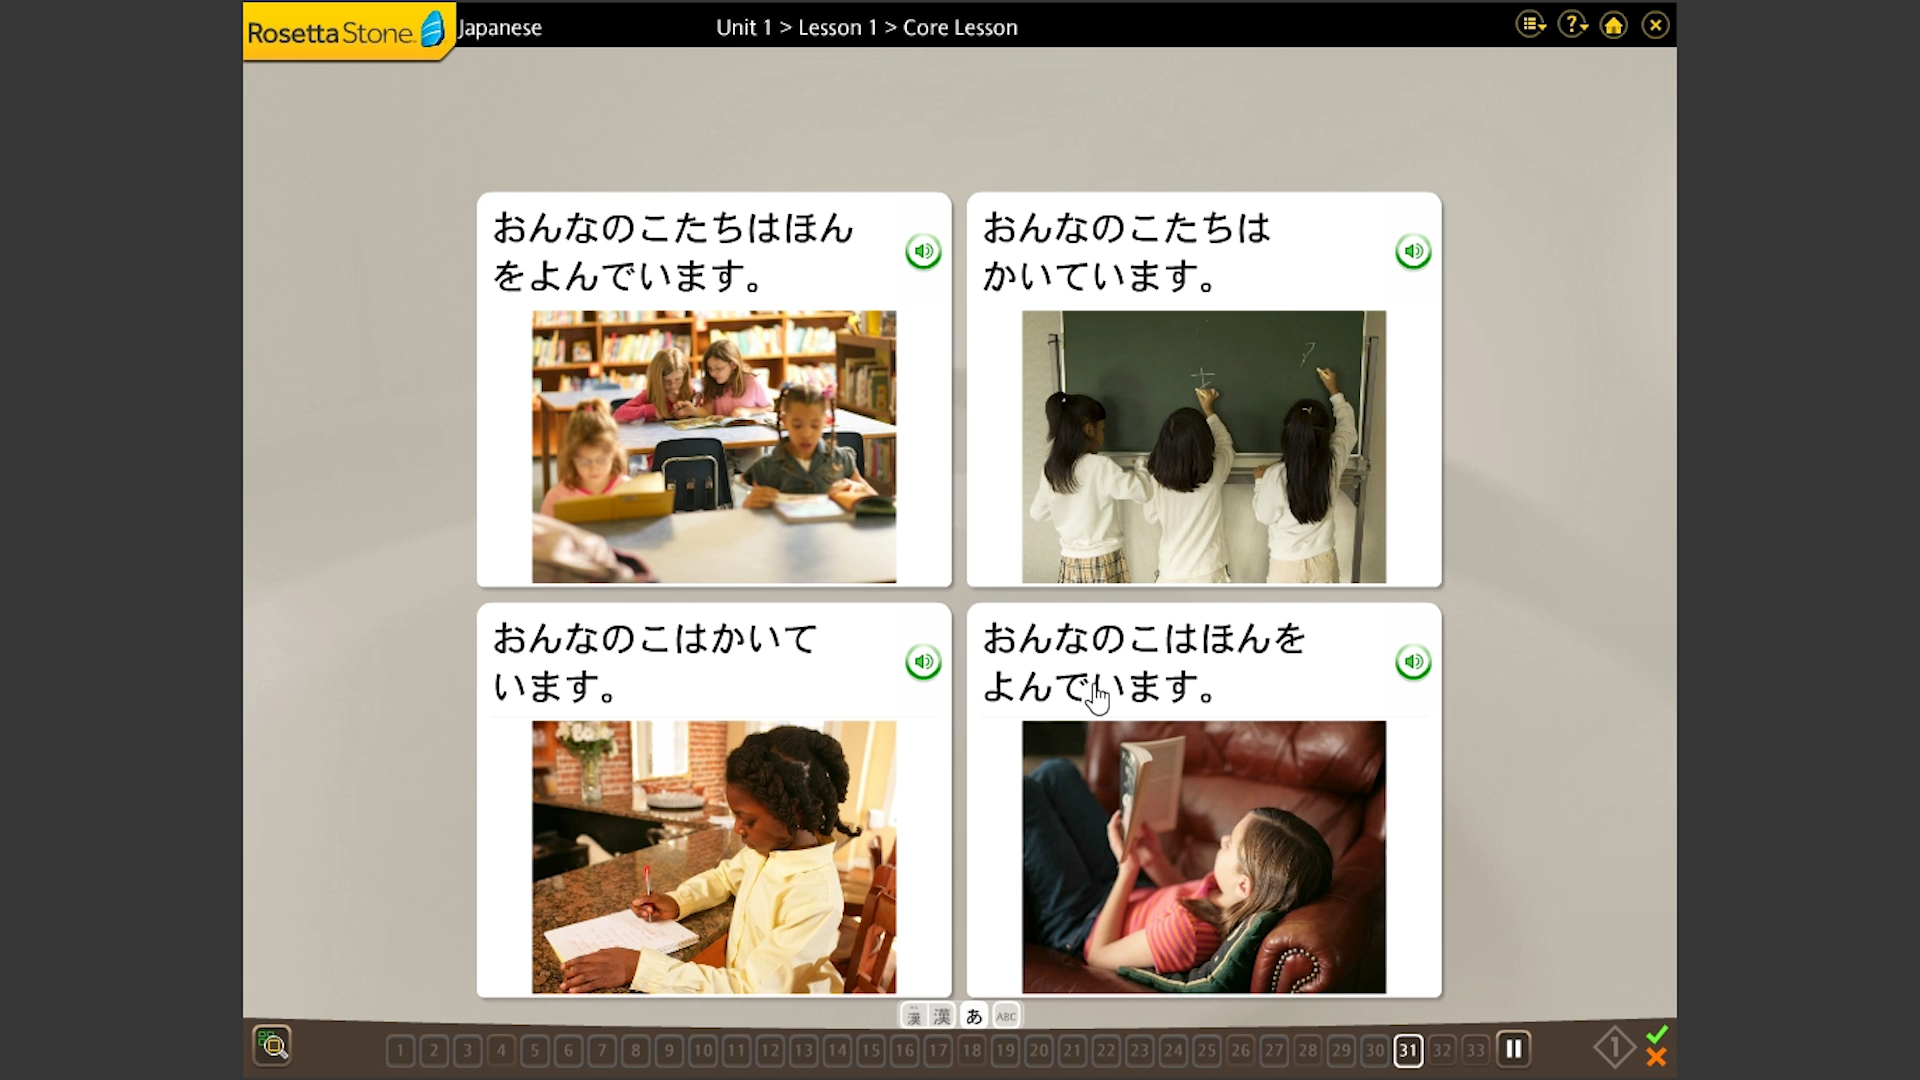 RosettaStone
Japanese
Unit 1 > Lesson 1 > Core Lesson
おんなのこたちはほん
をよんでいます。
おんなのこたちは
かいています。
おんなのこはかいて
います。
おんなのこはほんを
よんでいます。
漢 漢 あ ABC
1 2 3 4 5 6 7 8 9 10 11 12 13 14 15 16 17 18 19 20 21 22 23 24 25 26 27 28 29 30 31 32 33
1